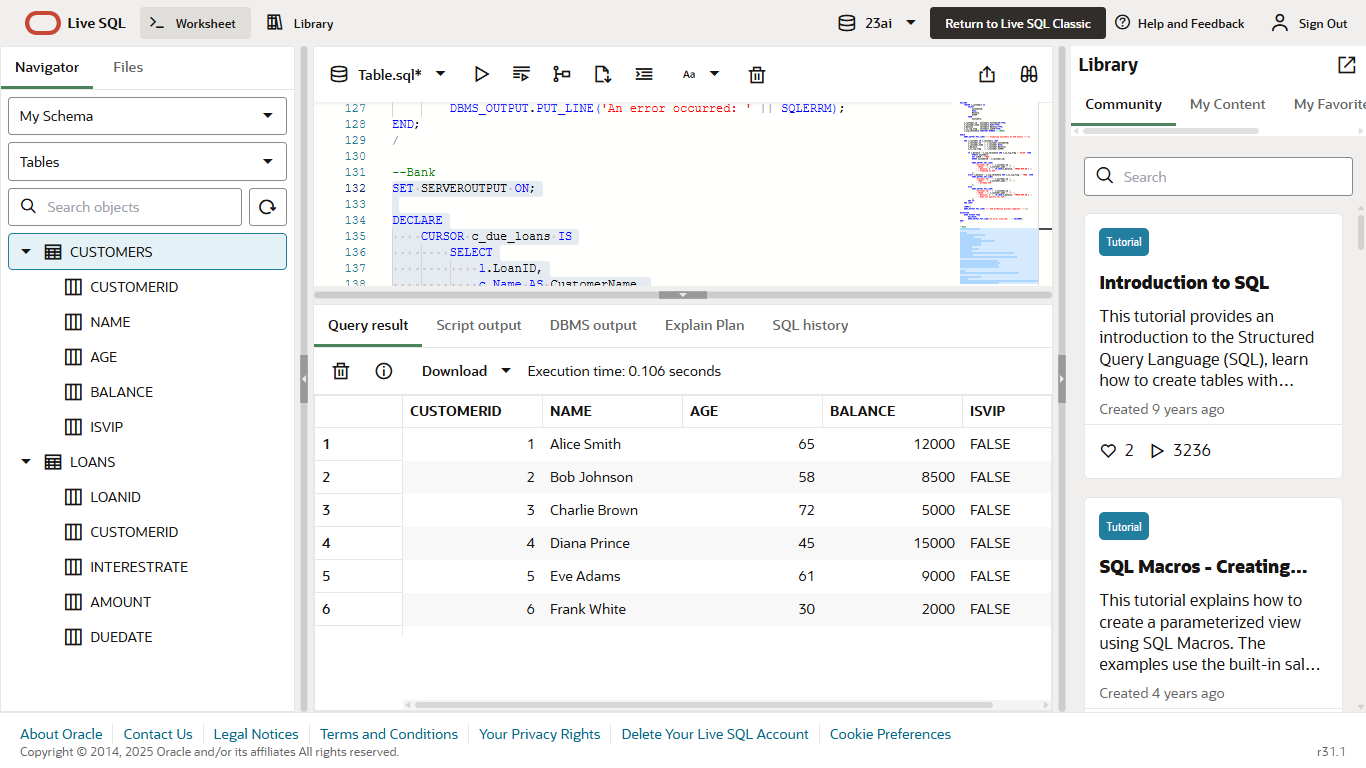 Live SQL
Worksheet
Library
23ai
Return to Live SQL Classic
Help and Feedback
Sign Out
Navigator
Files
My Schema
Tables
Search objects
CUSTOMERS
CUSTOMERID
NAME
AGE
BALANCE
ISVIP
LOANS
LOANID
CUSTOMERID
INTERESTRATE
AMOUNT
DUEDATE
Table.sql*
Aa
127 DBMS_OUTPUT.PUT_LINE('An error occurred: ' || SQLERRM);
128 END;
129 /
130
131 --Bank
132 SET SERVEROUTPUT ON;
133
134 DECLARE
135 CURSOR c_due_loans IS
136 SELECT
137 l.LoanID,
138 c.Name AS CustomerName,
Query result
Script output
DBMS output
Explain Plan
SQL history
Download
Execution time: 0.106 seconds
CUSTOMERID NAME AGE BALANCE ISVIP
1 1 Alice Smith 65 12000 FALSE
2 2 Bob Johnson 58 8500 FALSE
3 3 Charlie Brown 72 5000 FALSE
4 4 Diana Prince 45 15000 FALSE
5 5 Eve Adams 61 9000 FALSE
6 6 Frank White 30 2000 FALSE
Library
Community
My Content
My Favorite
Search
Tutorial
Introduction to SQL
This tutorial provides an
introduction to the Structured
Query Language (SQL), learn
how to create tables with...
Created 9 years ago
2 3236
Tutorial
SQL Macros - Creating...
This tutorial explains how to
create a parameterized view
using SQL Macros. The
examples use the built-in sal...
Created 4 years ago
About Oracle
Contact Us
Legal Notices
Terms and Conditions
Your Privacy Rights
Delete Your Live SQL Account
Cookie Preferences
Copyright © 2014, 2025 Oracle and/or its affiliates All rights reserved.
r31.1